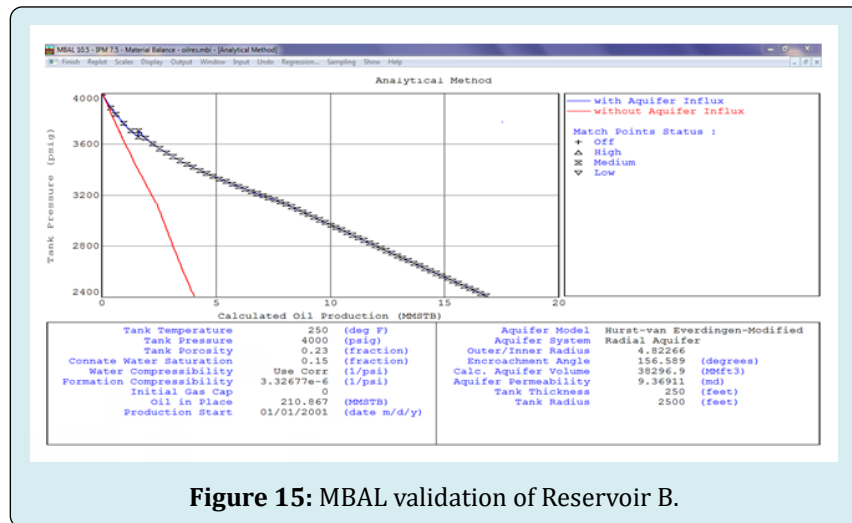 MBAL 10.5 - IPM 7.5 - Material Balance - oilres.mbi - [Analytical Method]
Finish Replot Scales Display Output Window Input Undo Regression... Sampling Show Help
Analytical Method
Tank Pressure (psig)
4000
3600
3200
2800
2400
0 5 10 15 20
Calculated Oil Production (MMSTB)
with Aquifer Influx
without Aquifer Influx
Match Points Status :
Off
High
Medium
Low
Tank Temperature 250 (deg F)
Tank Pressure 4000 (psig)
Tank Porosity 0.23 (fraction)
Connate Water Saturation 0.15 (fraction)
Water Compressibility Use Corr (1/psi)
Formation Compressibility 3.32677e-6 (1/psi)
Initial Gas Cap 0
Oil in Place 210.867 (MMSTB)
Production Start 01/01/2001 (date m/d/y)
Aquifer Model Hurst-van Everdingen-Modified
Aquifer System Radial Aquifer
Outer/Inner Radius 4.82266
Encroachment Angle 156.589 (degrees)
Calc. Aquifer Volume 38296.9 (MMft3)
Aquifer Permeability 9.36911 (md)
Tank Thickness 250 (feet)
Tank Radius 2500 (feet)
Figure 15: MBAL validation of Reservoir B.